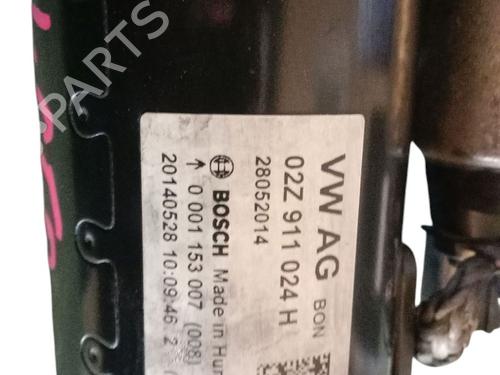 VW AG BON
02Z 911 024 H
28052014
BOSCH Made in Hun
0 001 153 007 (008)
20140528 10:09:46 2
PARTS